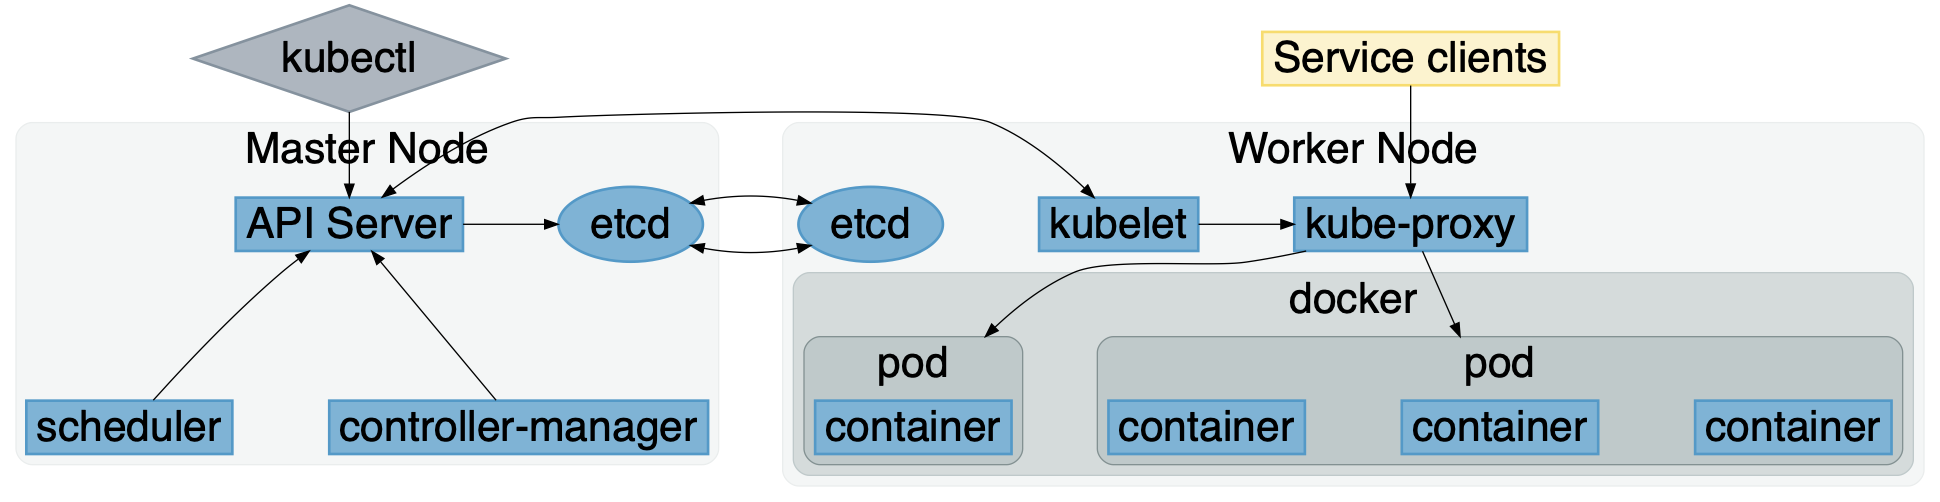 kubectl
Service clients
Master Node
Worker Node
API Server
etcd
etcd
kubelet
kube-proxy
docker
pod
pod
scheduler
controller-manager
container
container
container
container